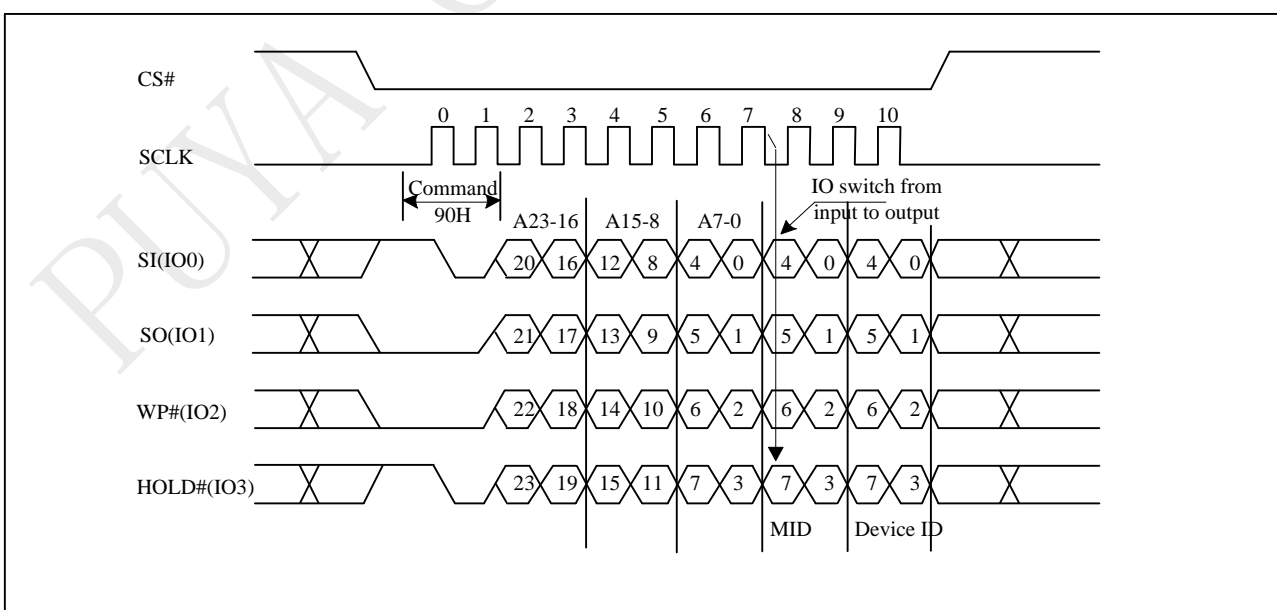 PUYA
CS#
0 1 2 3 4 5 6 7 8 9 10
SCLK
Command
90H
IO switch from
input to output
A23-16 A15-8 A7-0
SI(IO0) 20 16 12 8 4 0 4 0 4 0
SO(IO1) 21 17 13 9 5 1 5 1 5 1
WP#(IO2) 22 18 14 10 6 2 6 2 6 2
HOLD#(IO3) 23 19 15 11 7 3 7 3 7 3
MID Device ID